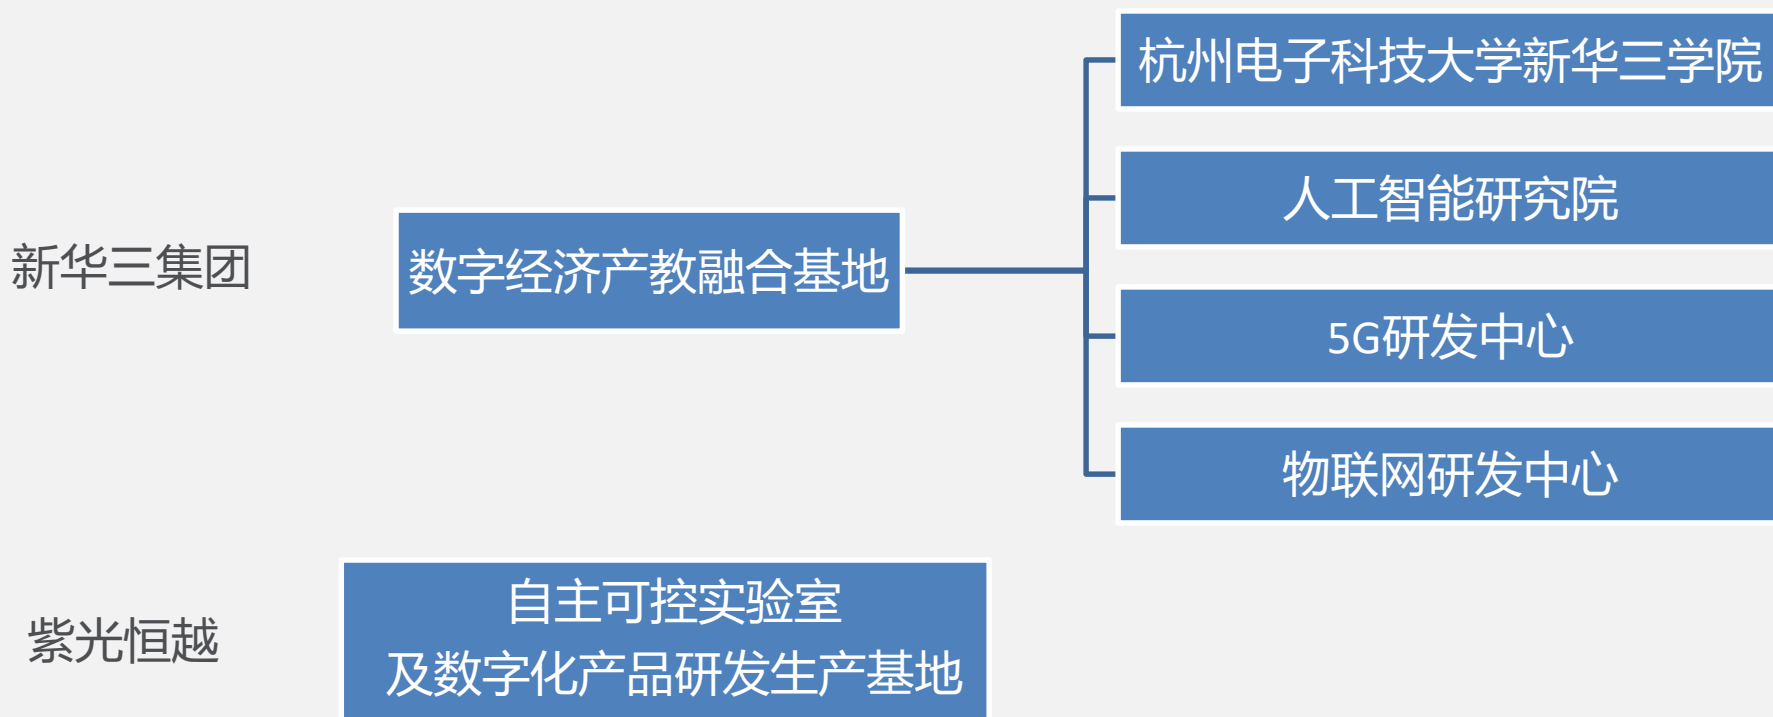 新华三集团
数字经济产教融合基地
杭州电子科技大学新华三学院
人工智能研究院
5G研发中心
物联网研发中心
紫光恒越
自主可控实验室
及数字化产品研发生产基地